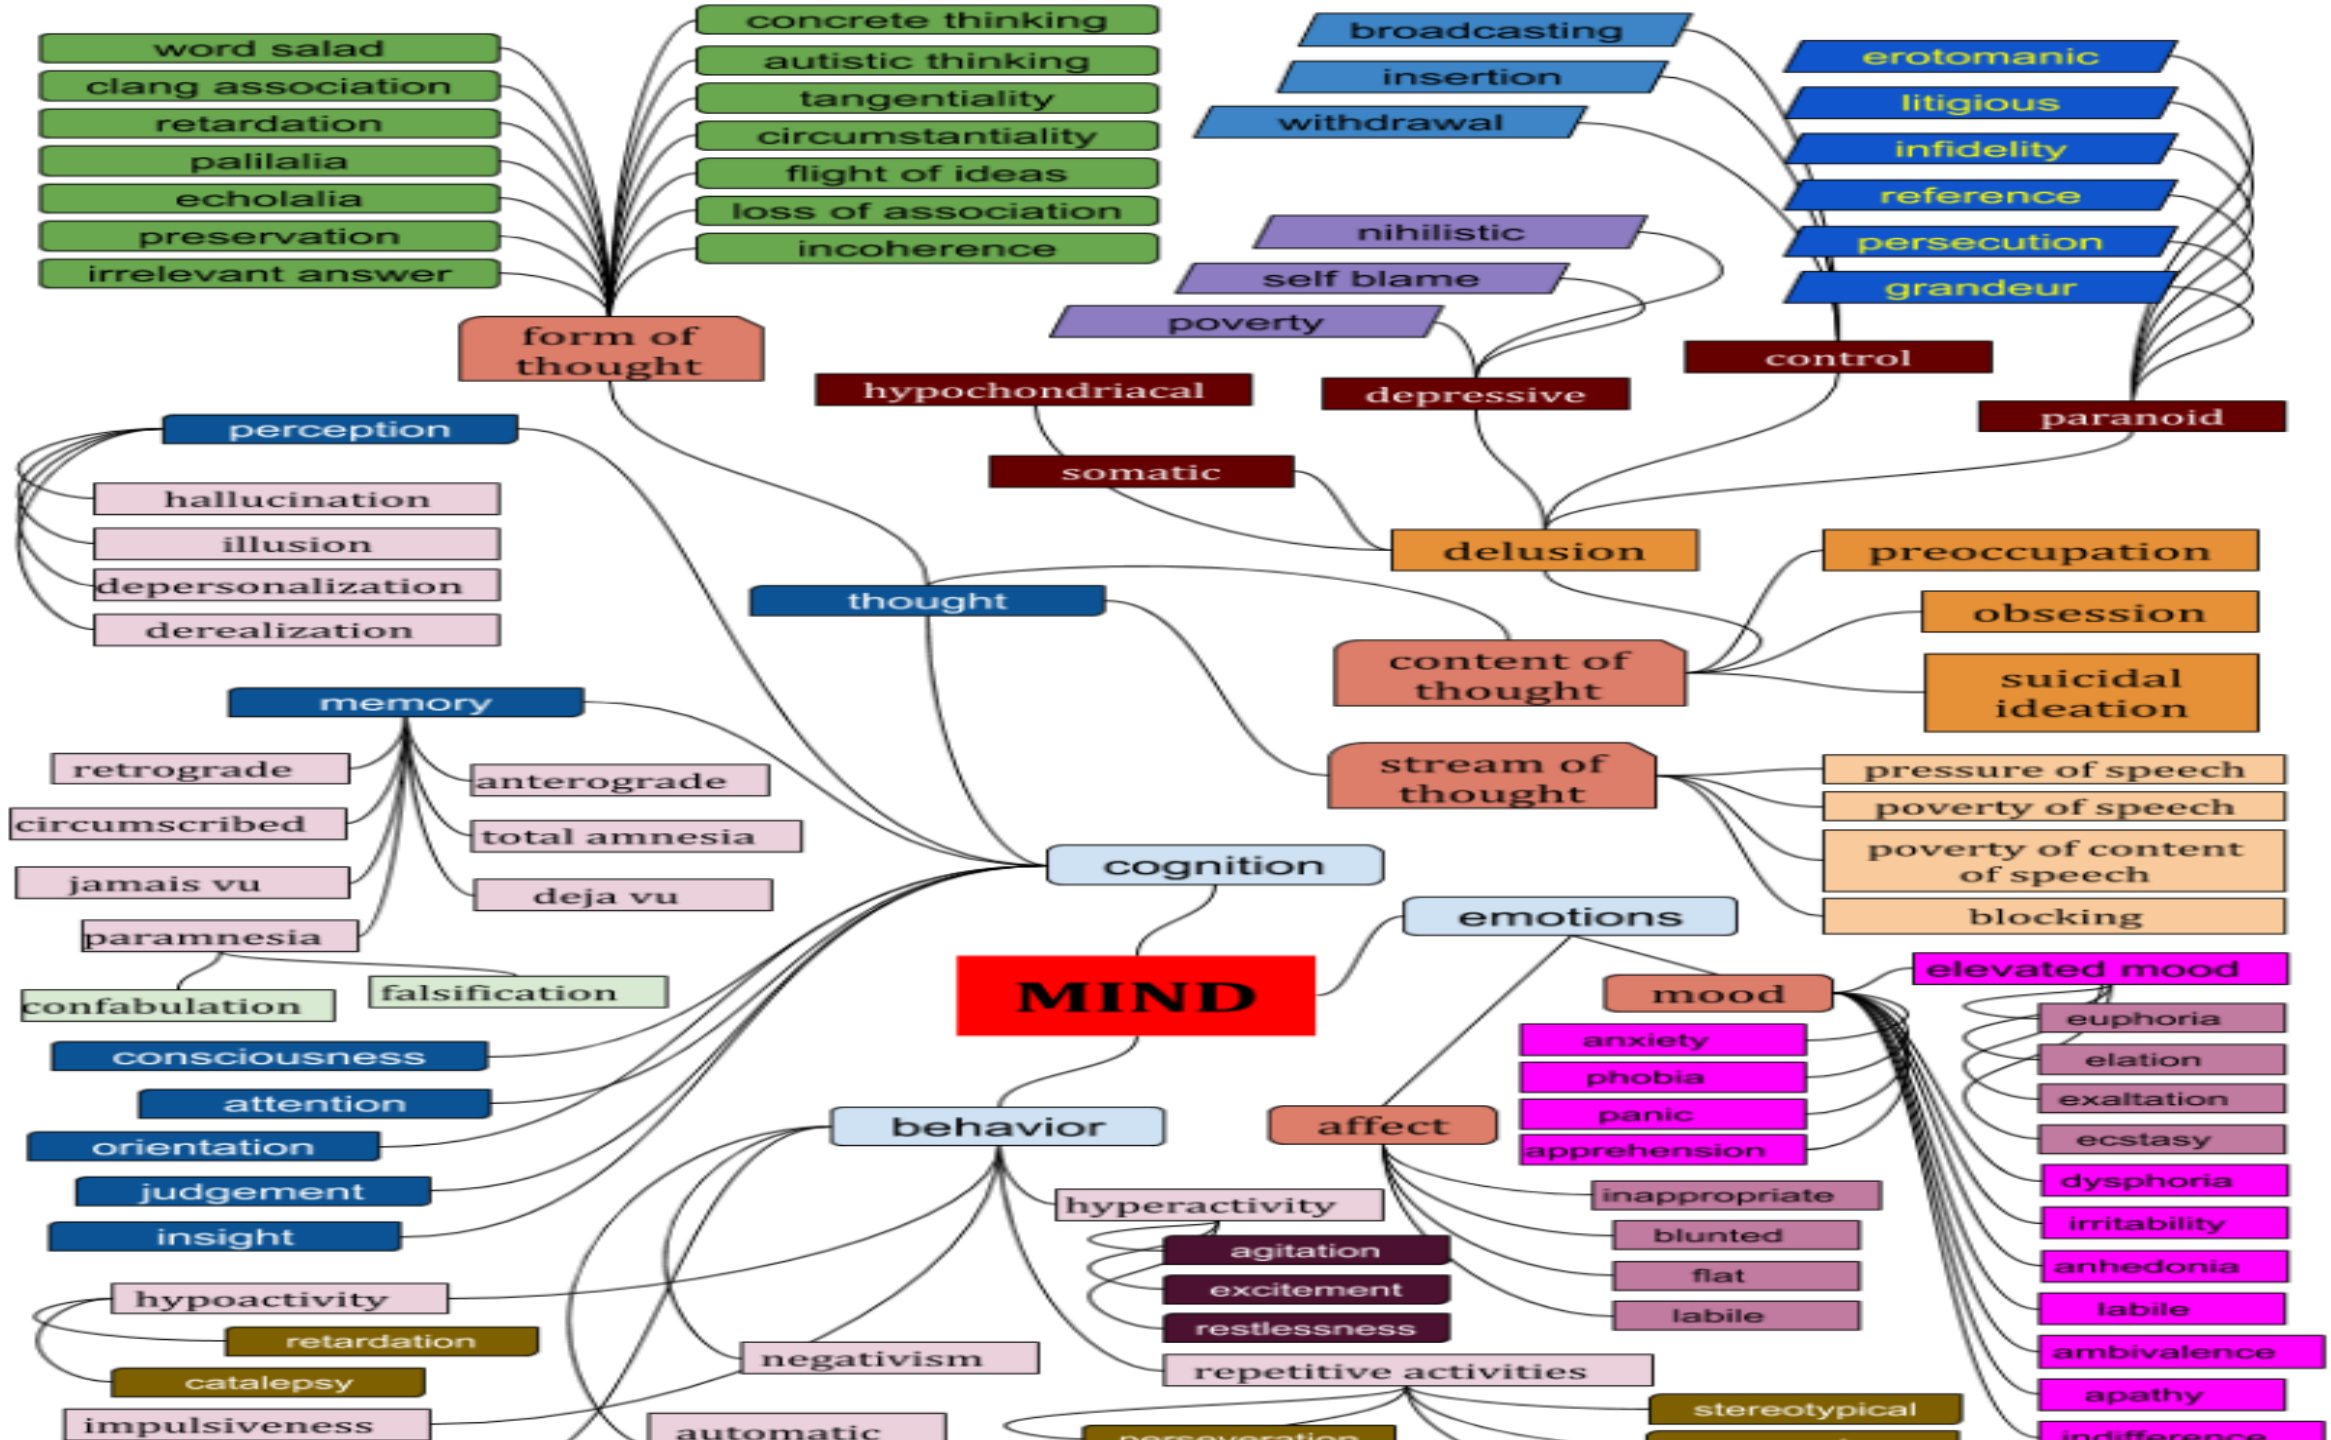 concrete thinking
word salad
autistic thinking
clang association
tangentiality
retardation
circumstantiality
palilalia
flight of ideas
echolalia
loss of association
preservation
incoherence
irrelevant answer
form of
thought
broadcasting
insertion
withdrawal
erotomanic
litigious
infidelity
reference
persecution
grandeur
nihilistic
self blame
poverty
control
hypochondriacal
depressive
paranoid
somatic
perception
hallucination
illusion
depersonalization
derealization
delusion
preoccupation
obsession
suicidal
ideation
thought
content of
thought
stream of
thought
pressure of speech
poverty of speech
poverty of content
of speech
blocking
memory
retrograde
anterograde
circumscribed
total amnesia
jamais vu
deja vu
paramnesia
confabulation
falsification
cognition
emotions
MIND
mood
elevated mood
euphoria
elation
exaltation
ecstasy
anxiety
phobia
panic
apprehension
dysphoria
irritability
anhedonia
labile
ambivalence
apathy
indifference
consciousness
attention
orientation
judgement
insight
behavior
affect
inappropriate
blunted
flat
labile
hyperactivity
agitation
excitement
restlessness
hypoactivity
retardation
catalepsy
impulsiveness
negativism
automatic
repetitive activities
stereotypical
perseveration